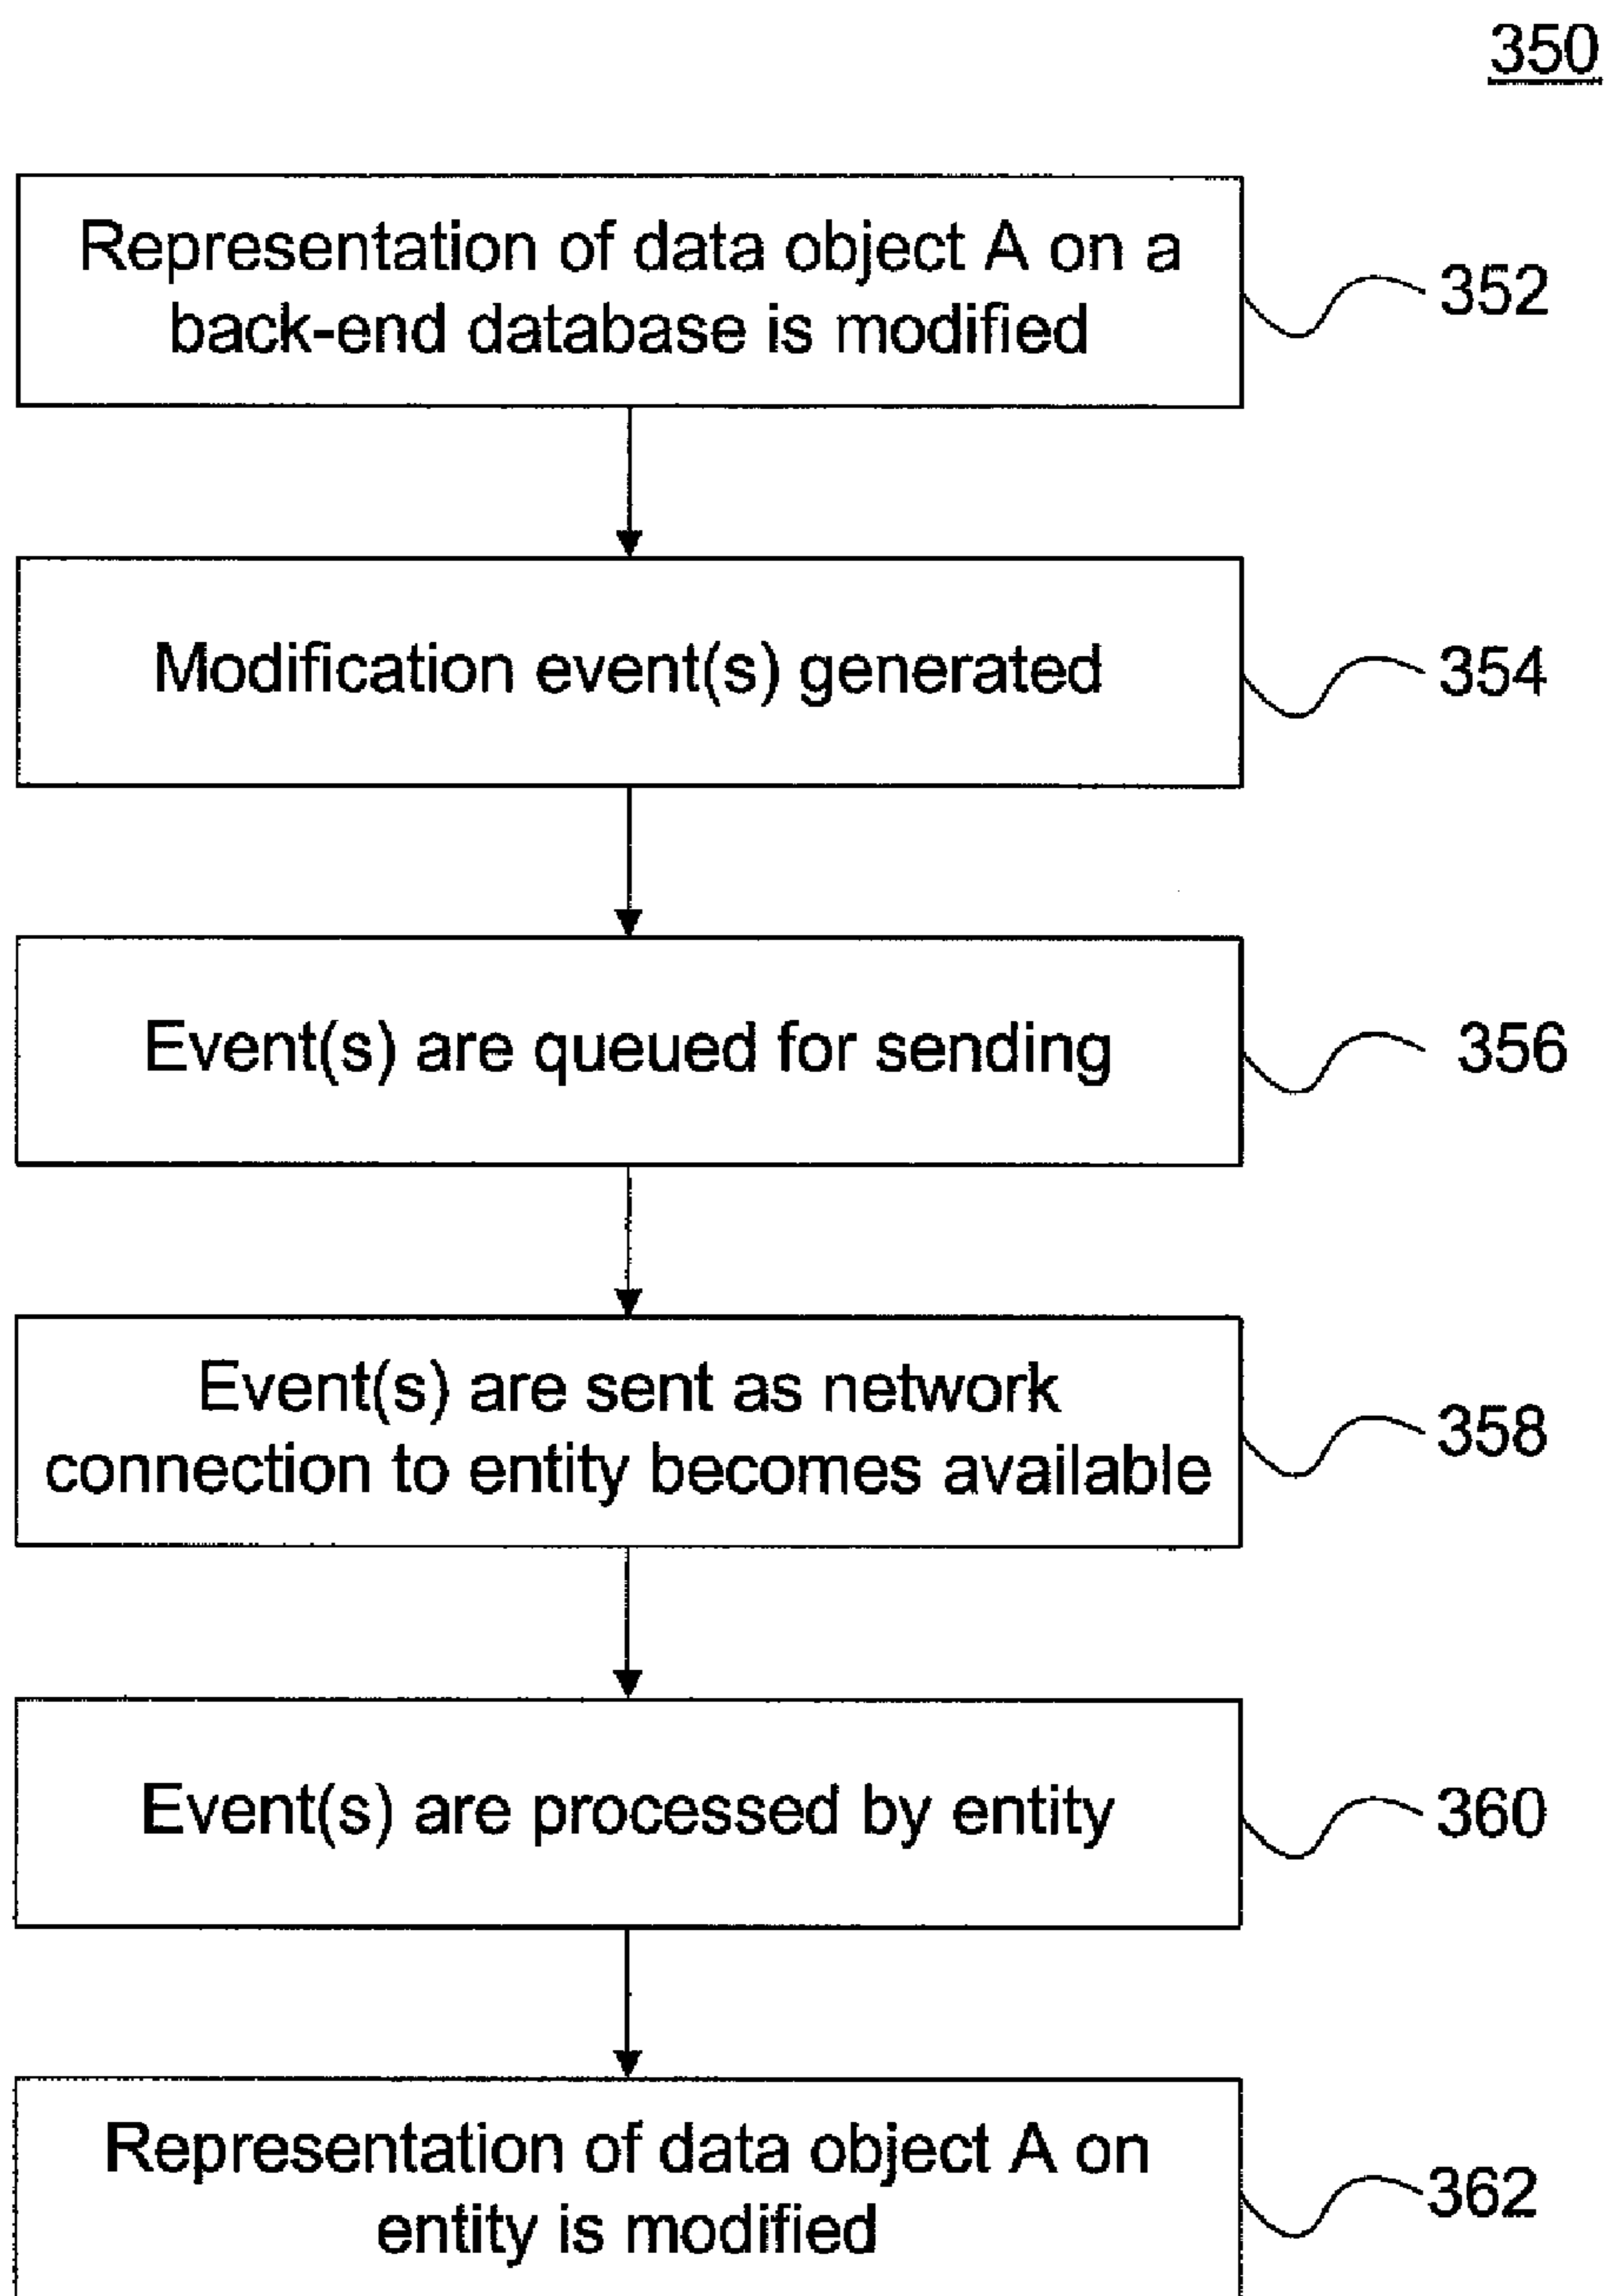 350
Representation of data object A on a
back-end database is modified
352
Modification event(s) generated
354
Event(s) are queued for sending
356
Event(s) are sent as network
connection to entity becomes available
358
Event(s) are processed by entity
360
Representation of data object A on
entity is modified
362